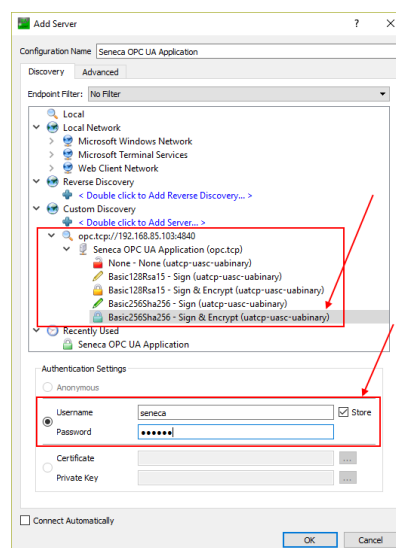 Add Server
? ×
Configuration Name Seneca OPC UA Application
Discovery Advanced
Endpoint Filter: No Filter
Local
Local Network
Microsoft Windows Network
Microsoft Terminal Services
Web Client Network
Reverse Discovery
< Double click to Add Reverse Discovery... >
Custom Discovery
< Double click to Add Server... >
opc.tcp://192.168.85.103:4840
Seneca OPC UA Application (opc.tcp)
None - None (uatcp-uasc-uabinary)
Basic128Rsa15 - Sign (uatcp-uasc-uabinary)
Basic128Rsa15 - Sign & Encrypt (uatcp-uasc-uabinary)
Basic256Sha256 - Sign (uatcp-uasc-uabinary)
Basic256Sha256 - Sign & Encrypt (uatcp-uasc-uabinary)
Recently Used
Seneca OPC UA Application
Authentication Settings
Anonymous
Username seneca Store
Password ●●●●●●
Certificate ...
Private Key ...
Connect Automatically
OK Cancel